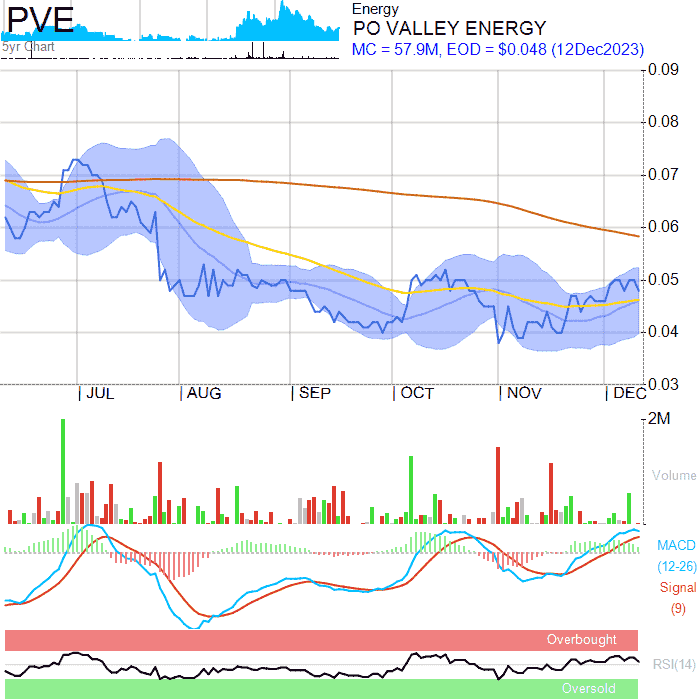 PVE
5yr Chart
Energy
PO VALLEY ENERGY
MC = 57.9M, EOD = $0.048 (12Dec2023)
0.09
0.08
0.07
0.06
0.05
0.04
0.03
JUL
AUG
SEP
OCT
NOV
DEC
2M
Volume
MACD
(12-26)
Signal
(9)
Overbought
RSI(14)
Oversold